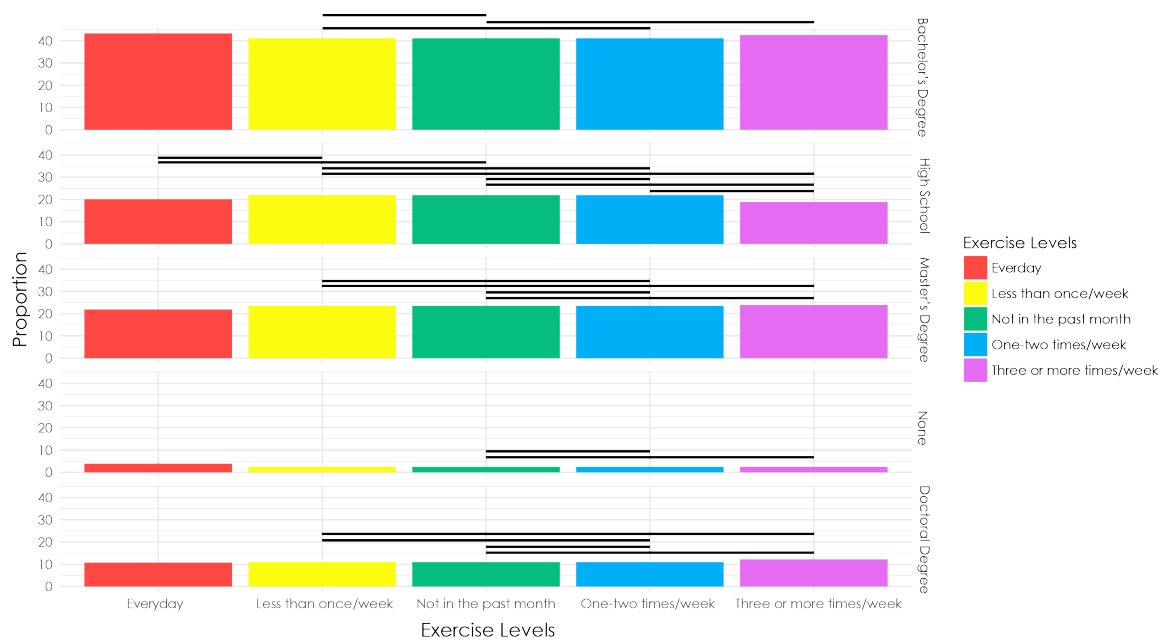 Bachelor's Degree
40
30
20
10
0
High School
40
30
20
10
0
Master's Degree
40
30
20
10
0
None
40
30
20
10
0
Doctoral Degree
40
30
20
10
0
Proportion
Everyday
Less than once/week
Not in the past month
One-two times/week
Three or more times/week
Exercise Levels
Exercise Levels
Everday
Less than once/week
Not in the past month
One-two times/week
Three or more times/week